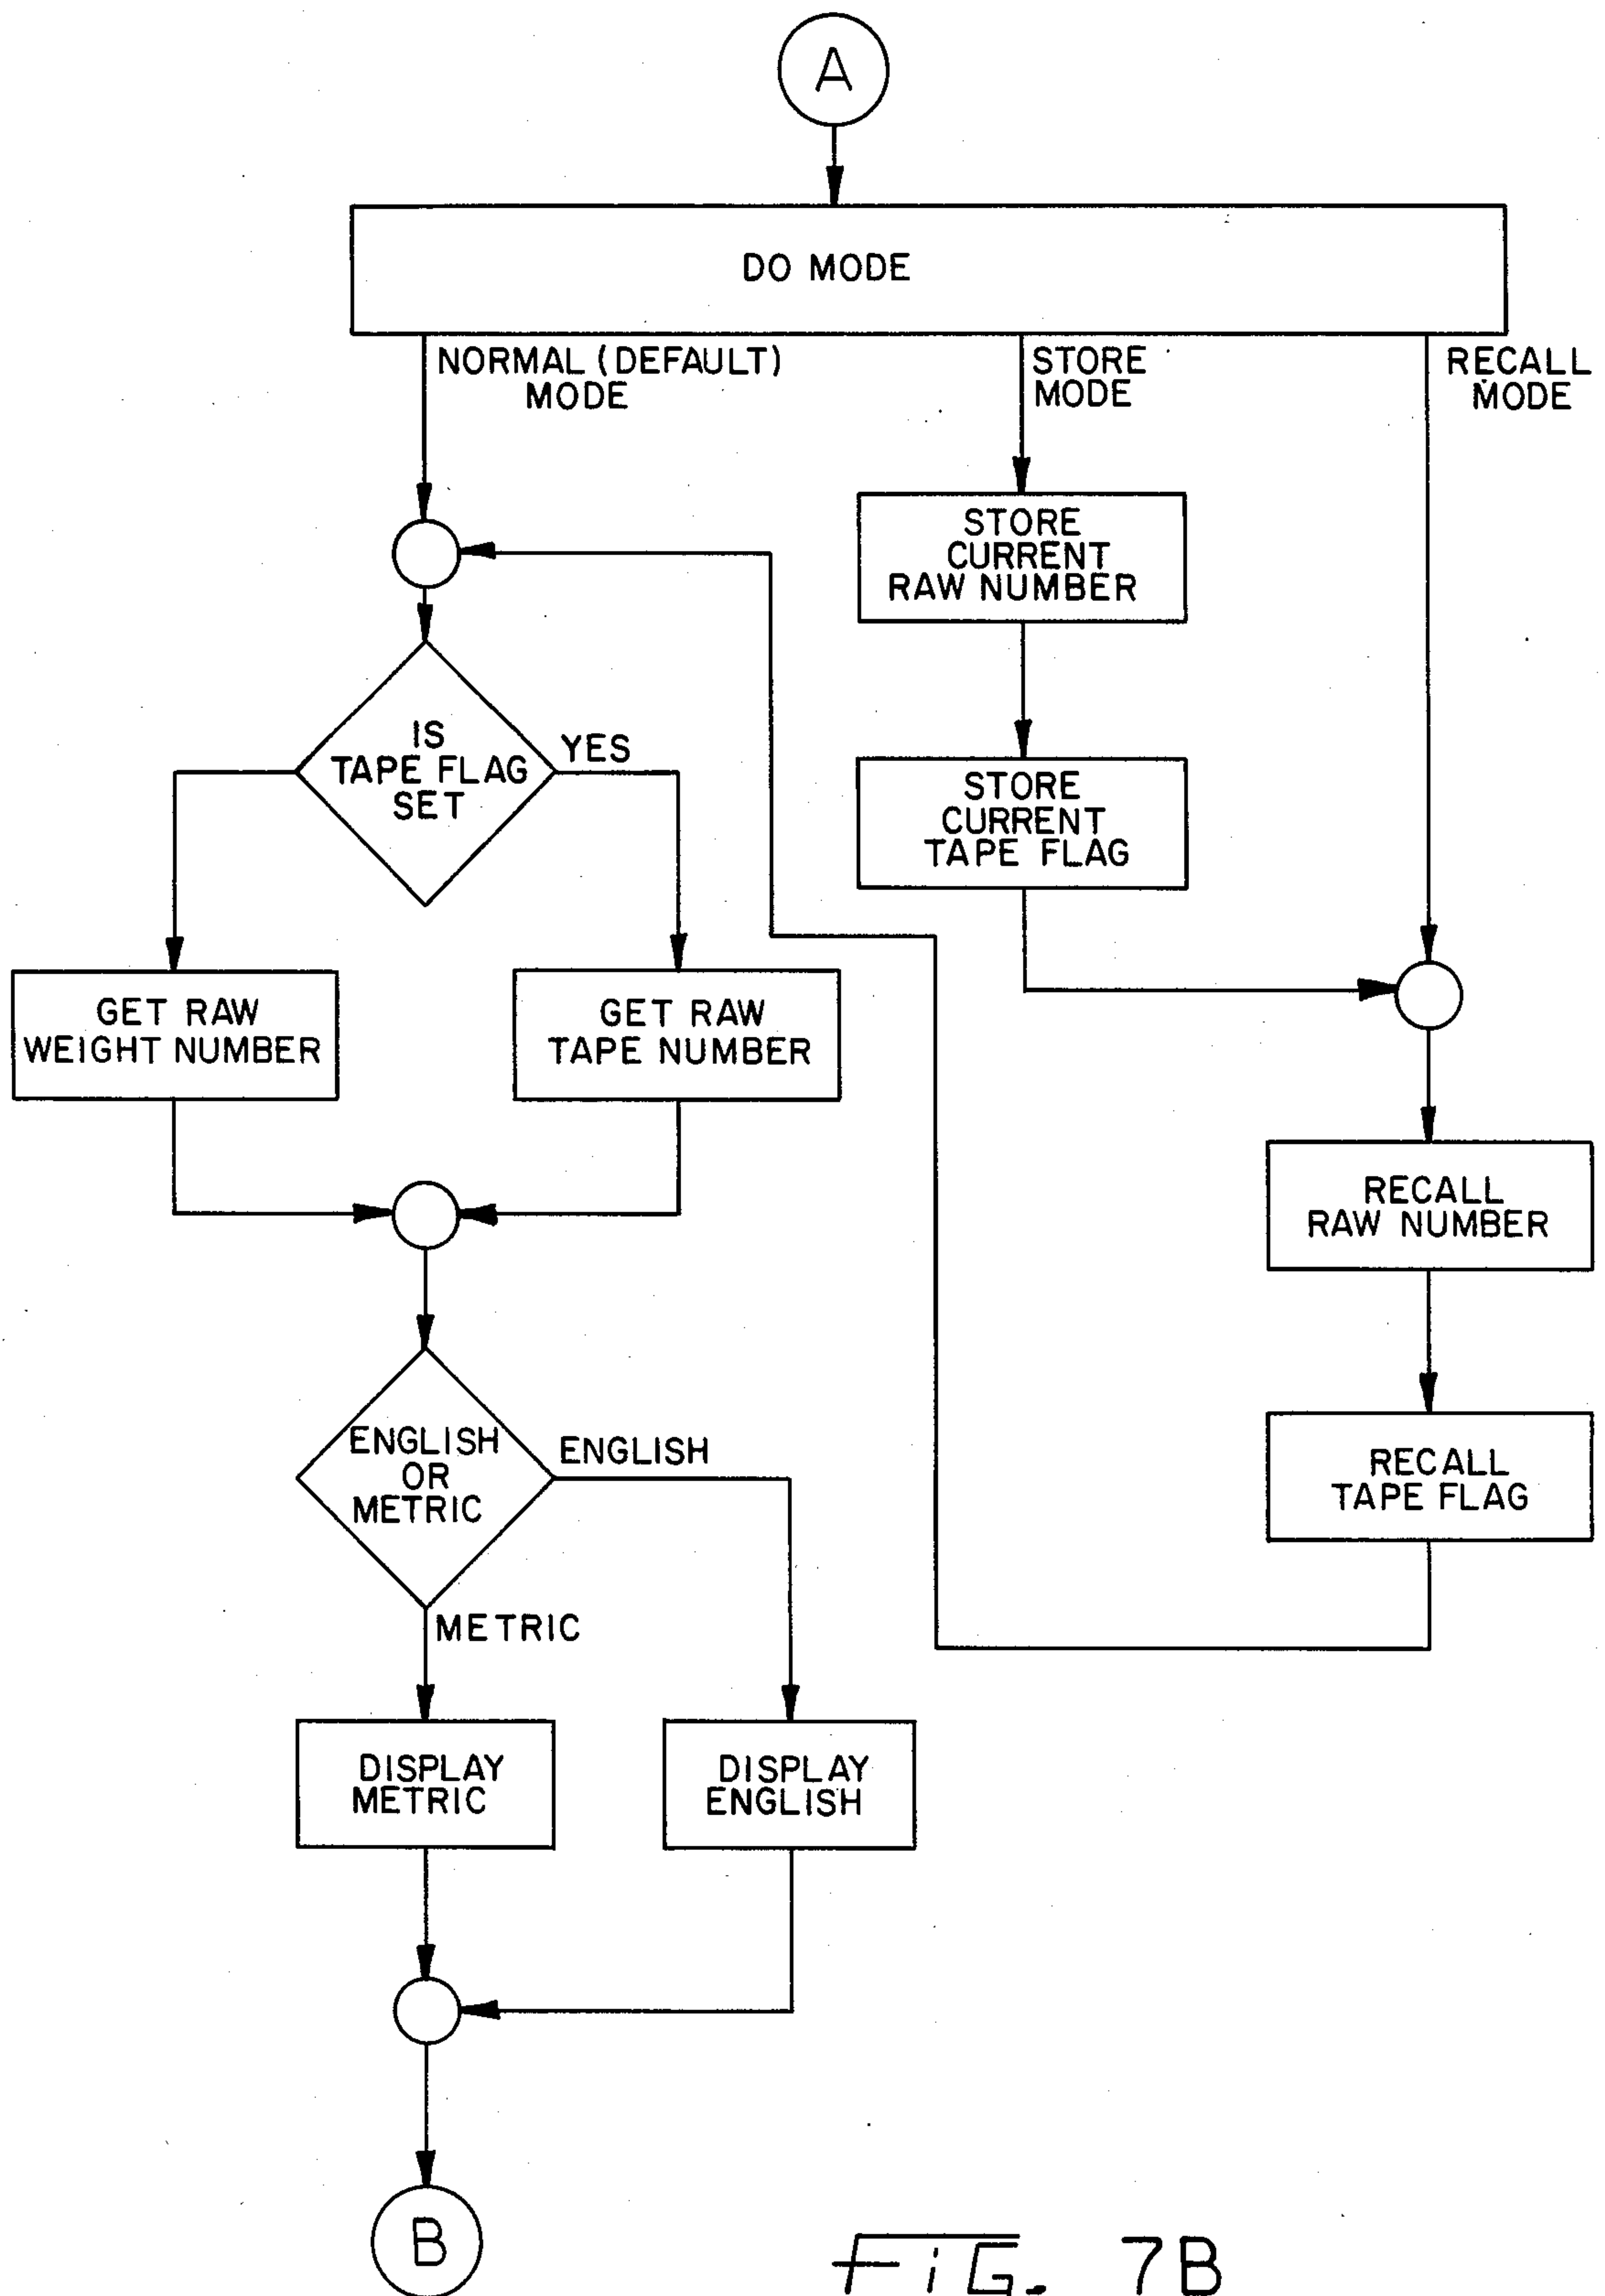 A
DO MODE
NORMAL (DEFAULT)
MODE
STORE
MODE
RECALL
MODE
STORE
CURRENT
RAW NUMBER
IS
TAPE FLAG
SET
YES
STORE
CURRENT
TAPE FLAG
GET RAW
WEIGHT NUMBER
GET RAW
TAPE NUMBER
RECALL
RAW NUMBER
ENGLISH
OR
METRIC
ENGLISH
RECALL
TAPE FLAG
METRIC
DISPLAY
METRIC
DISPLAY
ENGLISH
B
FIG. 7B